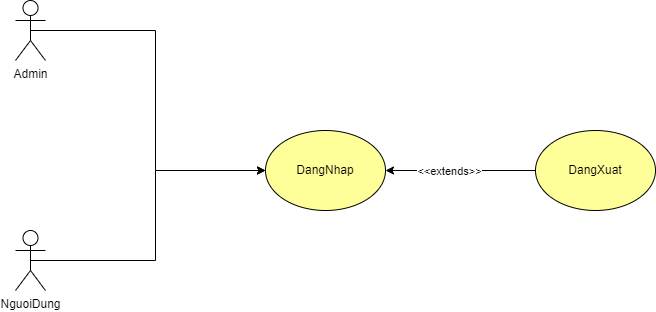 Admin
DangNhap
<<extends>>
DangXuat
NguoiDung